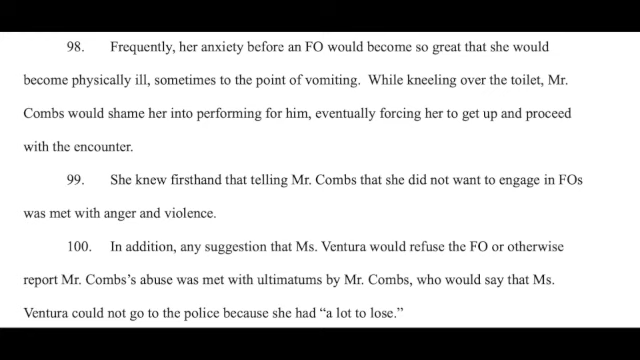 98. Frequently, her anxiety before an FO would become so great that she would
become physically ill, sometimes to the point of vomiting. While kneeling over the toilet, Mr.
Combs would shame her into performing for him, eventually forcing her to get up and proceed
with the encounter.
99. She knew firsthand that telling Mr. Combs that she did not want to engage in FOs
was met with anger and violence.
100. In addition, any suggestion that Ms. Ventura would refuse the FO or otherwise
report Mr. Combs’s abuse was met with ultimatums by Mr. Combs, who would say that Ms.
Ventura could not go to the police because she had “a lot to lose.”